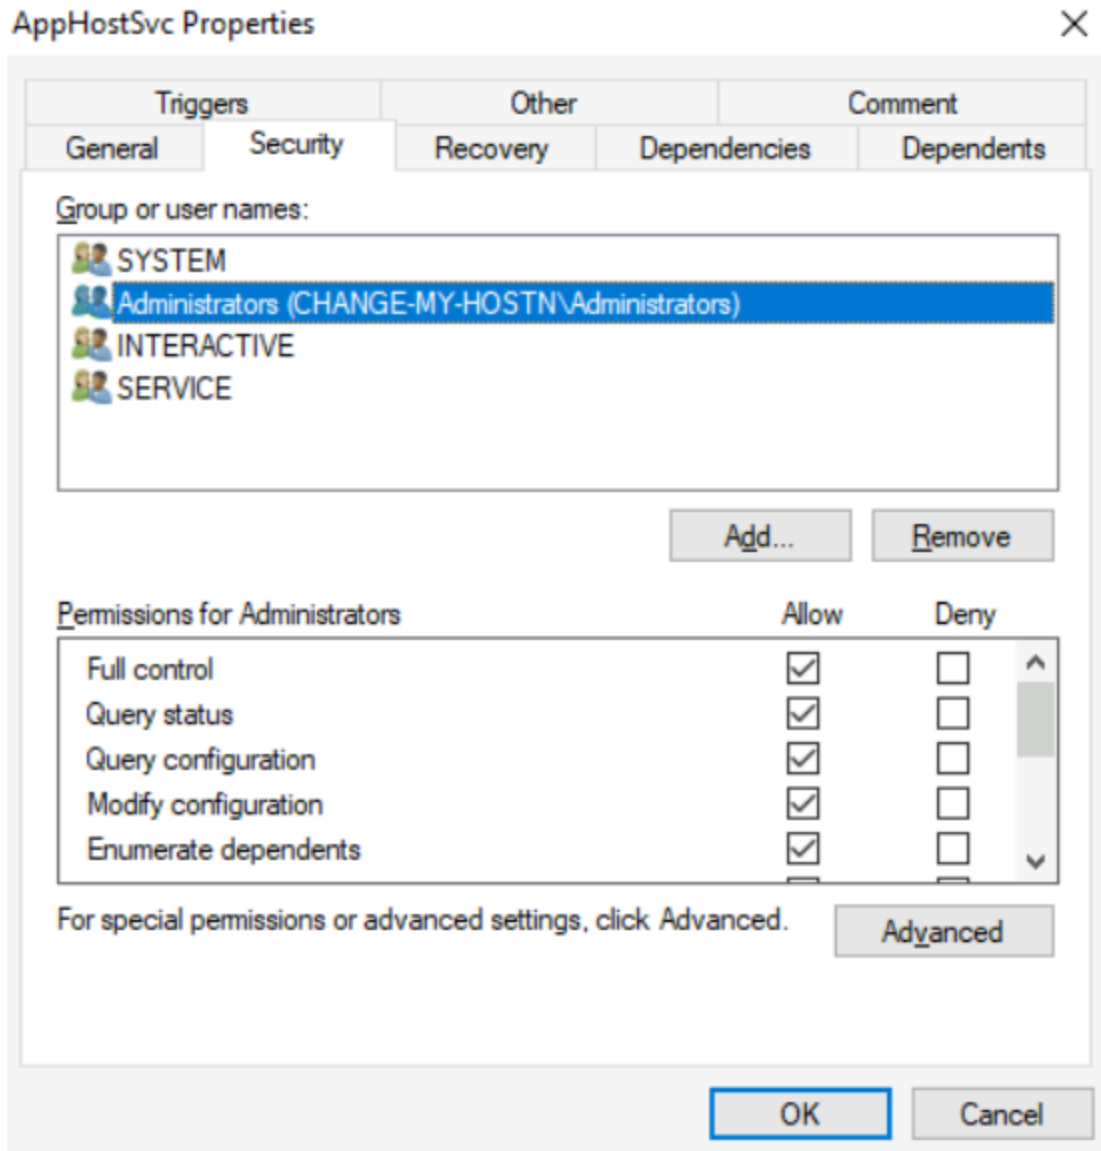 AppHostSvc Properties
Triggers Other Comment
General Security Recovery Dependencies Dependents
Group or user names:
SYSTEM
Administrators (CHANGE-MY-HOSTN\Administrators)
INTERACTIVE
SERVICE
Add... Remove
Permissions for Administrators Allow Deny
Full control
Query status
Query configuration
Modify configuration
Enumerate dependents
For special permissions or advanced settings, click Advanced. Advanced
OK Cancel